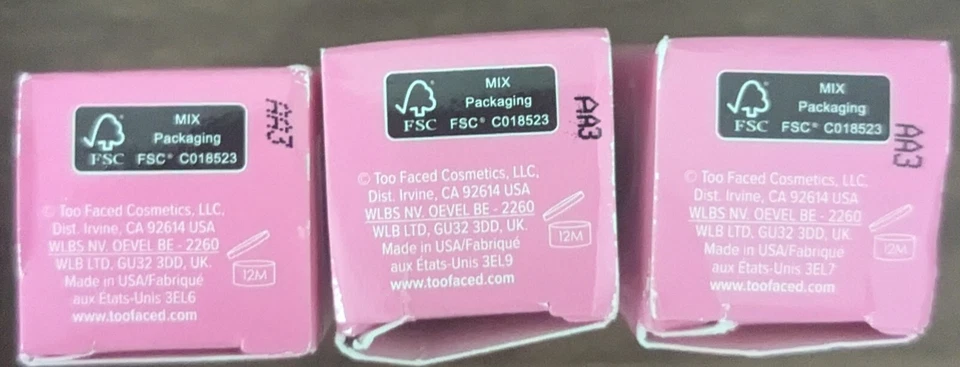 MIX
Packaging
FSC FSC® C018523
AA3
© Too Faced Cosmetics, LLC,
Dist. Irvine, CA 92614 USA
WLBS NV. OEVEL BE - 2260
WLB LTD, GU32 3DD, UK.
Made in USA/Fabriqué
aux États-Unis 3EL6
www.toofaced.com
12M
MIX
Packaging
FSC FSC® C018523
AA3
© Too Faced Cosmetics, LLC,
Dist. Irvine, CA 92614 USA
WLBS NV. OEVEL BE - 2260
WLB LTD, GU32 3DD, UK.
Made in USA/Fabriqué
aux États-Unis 3EL9
www.toofaced.com
12M
MIX
Packaging
FSC FSC® C018523
AA3
© Too Faced Cosmetics, LLC,
Dist. Irvine, CA 92614 USA
WLBS NV. OEVEL BE - 2260
WLB LTD, GU32 3DD, UK.
Made in USA/Fabriqué
aux États-Unis 3EL7
www.toofaced.com
12M